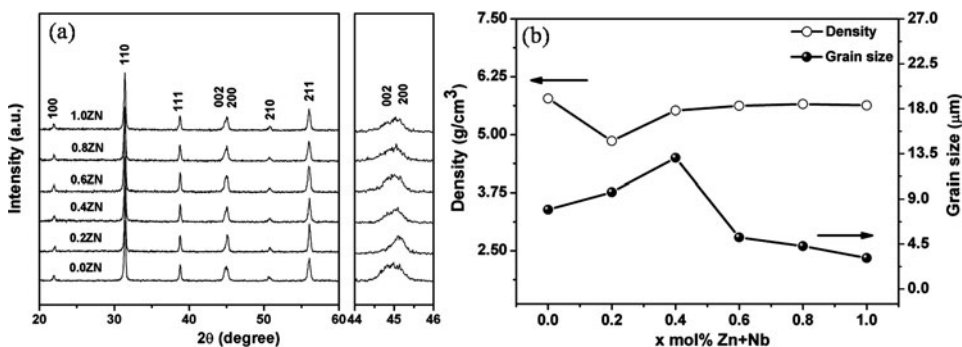 (a)
Intensity (a.u.)
100
110
111
002
200
210
211
002
200
1.0ZN
0.8ZN
0.6ZN
0.4ZN
0.2ZN
0.0ZN
20
30
40
50
60
44
45
46
2θ (degree)
(b)
Density (g/cm³)
7.50
6.25
5.00
3.75
2.50
Density
Grain size
27.0
22.5
18.0
13.5
9.0
4.5
0.0
Grain size (μm)
0.0
0.2
0.4
0.6
0.8
1.0
x mol% Zn+Nb